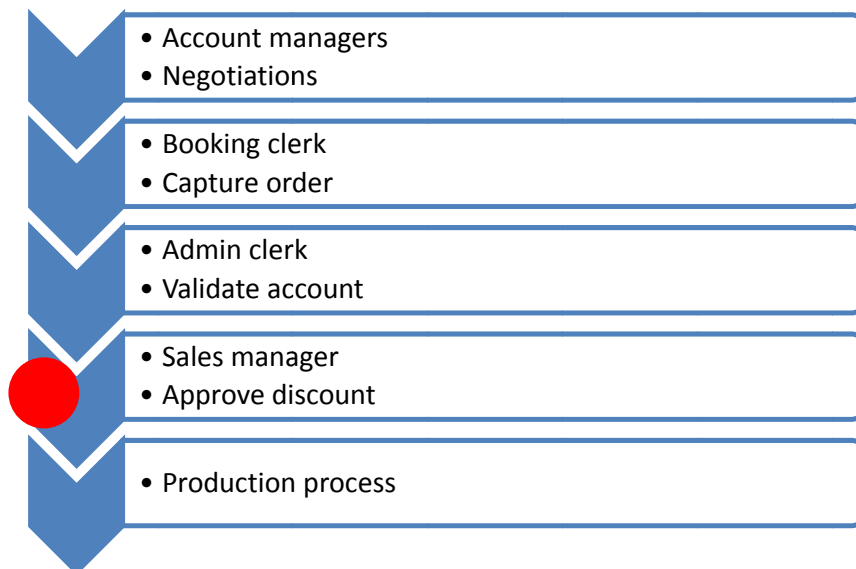 • Account managers
• Negotiations
• Booking clerk
• Capture order
• Admin clerk
• Validate account
• Sales manager
• Approve discount
• Production process